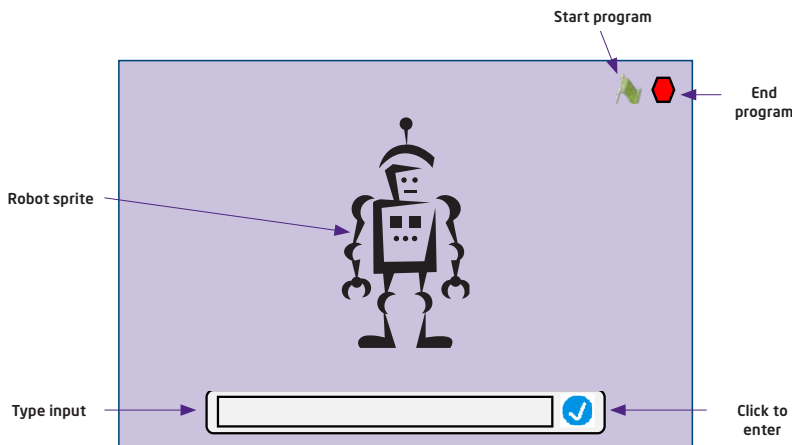 Start program
End
program
Robot sprite
Type input
Click to
enter